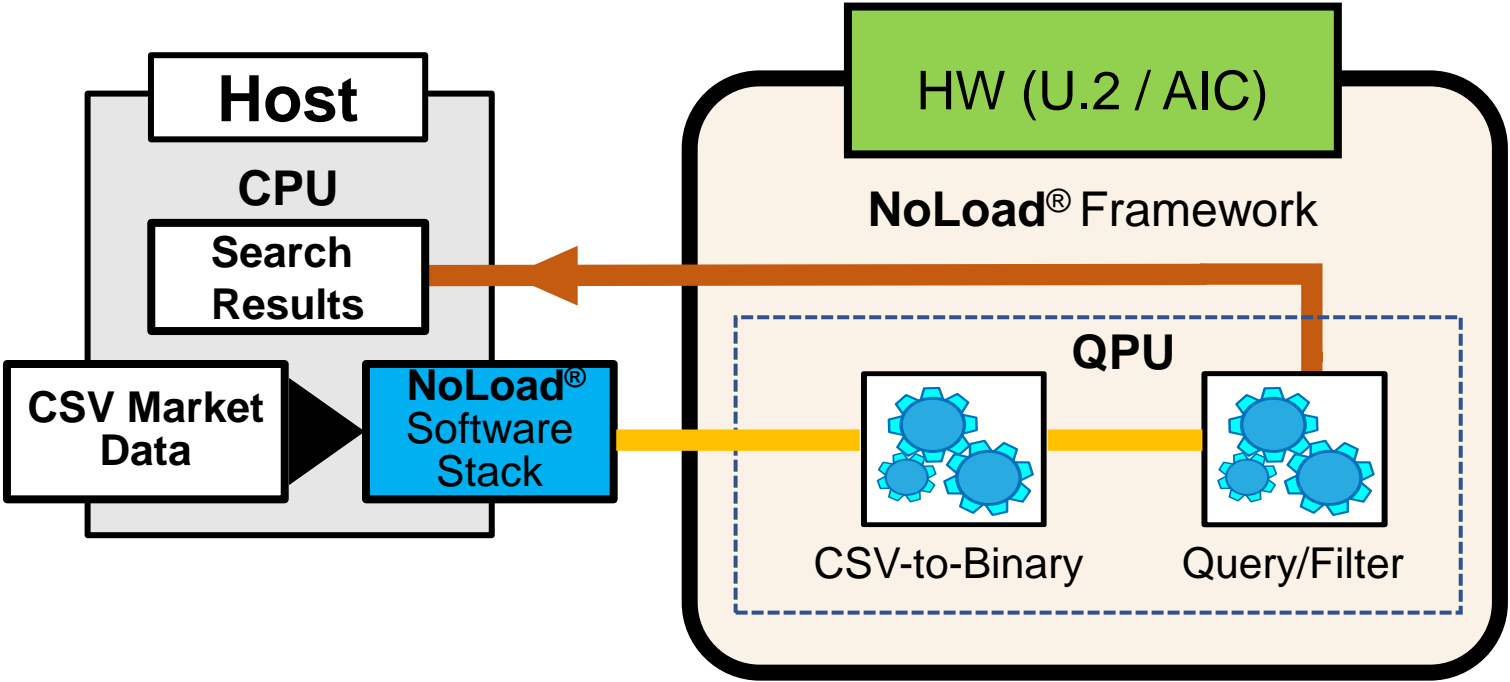 Host
CPU
Search
Results
CSV Market
Data
NoLoad®
Software
Stack
HW (U.2 / AIC)
NoLoad® Framework
QPU
CSV-to-Binary
Query/Filter